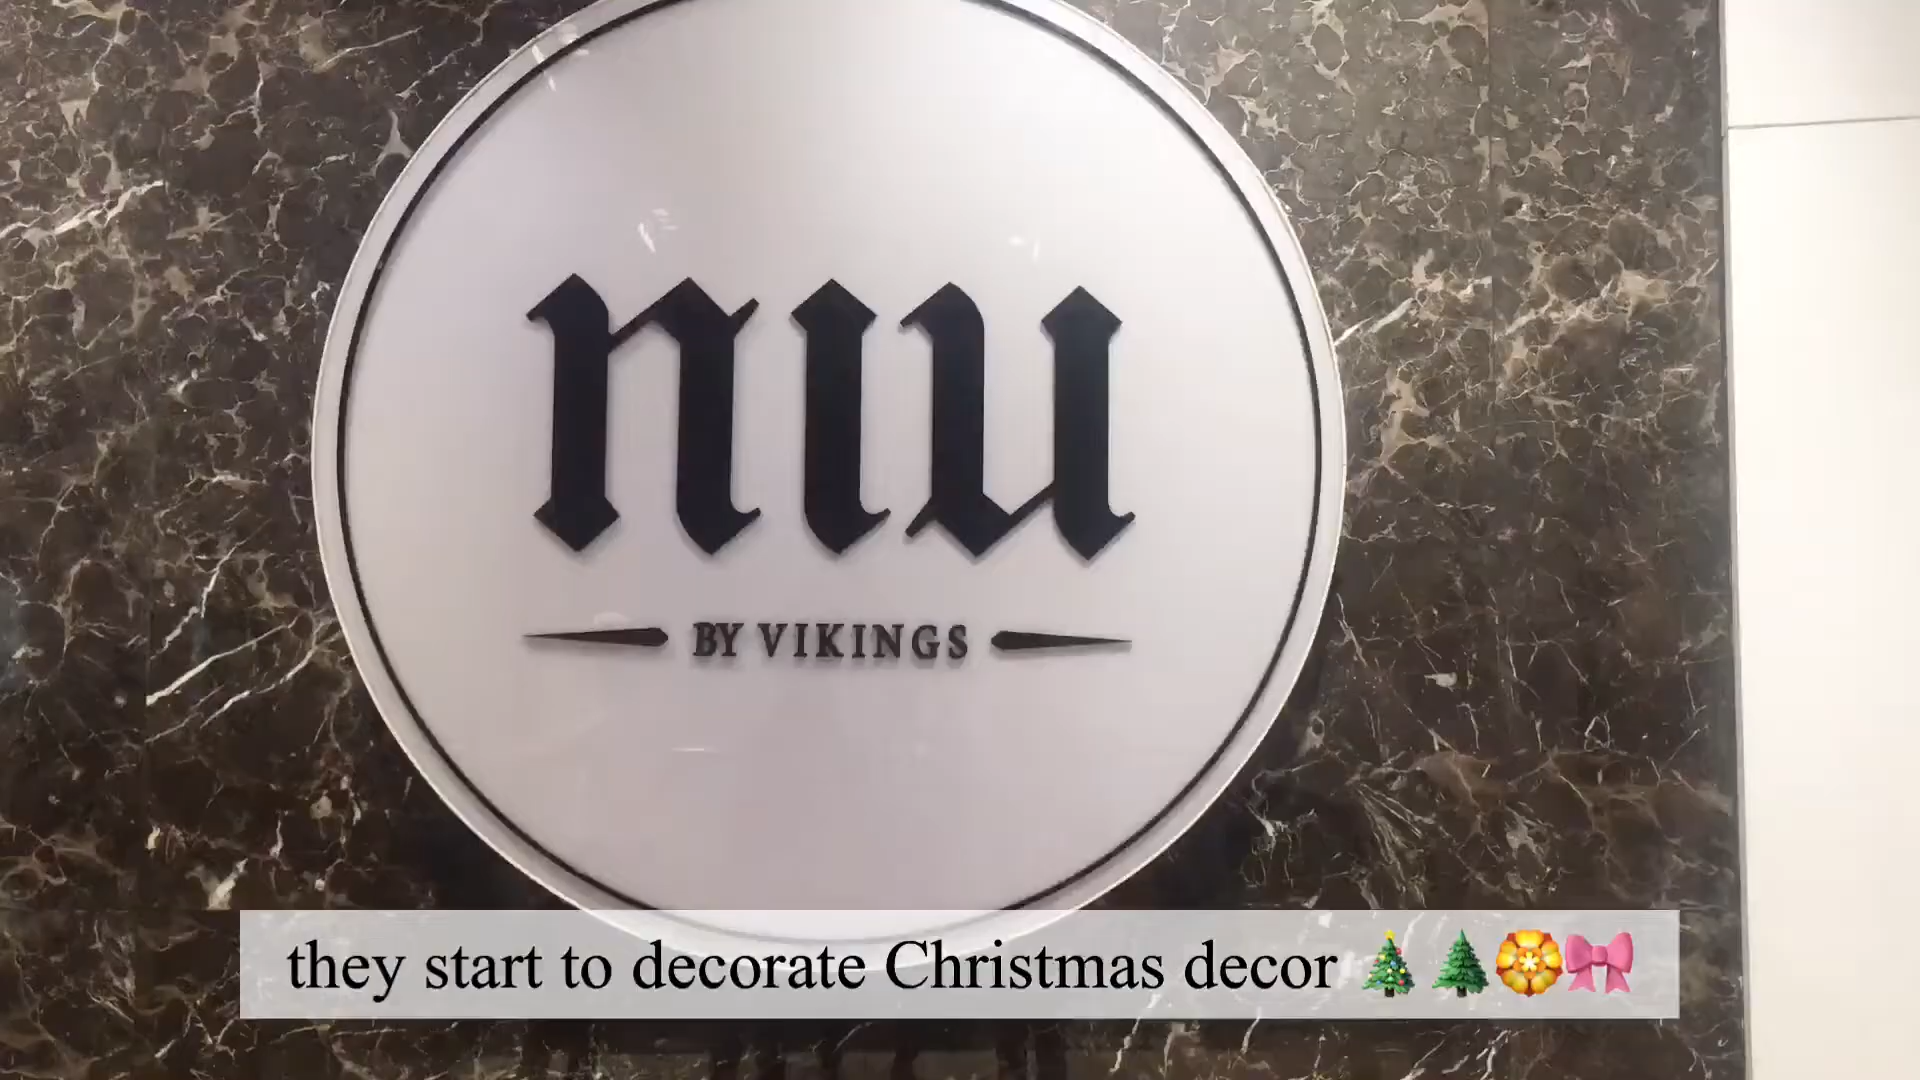 niu
BY VIKINGS
they start to decorate Christmas decor 🎄🌲🏵️🎀